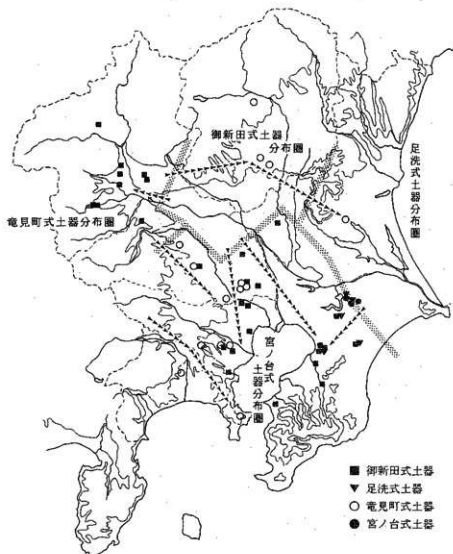 御新田式土器
分布圏
足洗式土器分布圏
竜見町式土器分布圏
宮ノ台式
土器分布圏
■ 御新田式土器
▼ 足洗式土器
○ 竜見町式土器
● 宮ノ台式土器